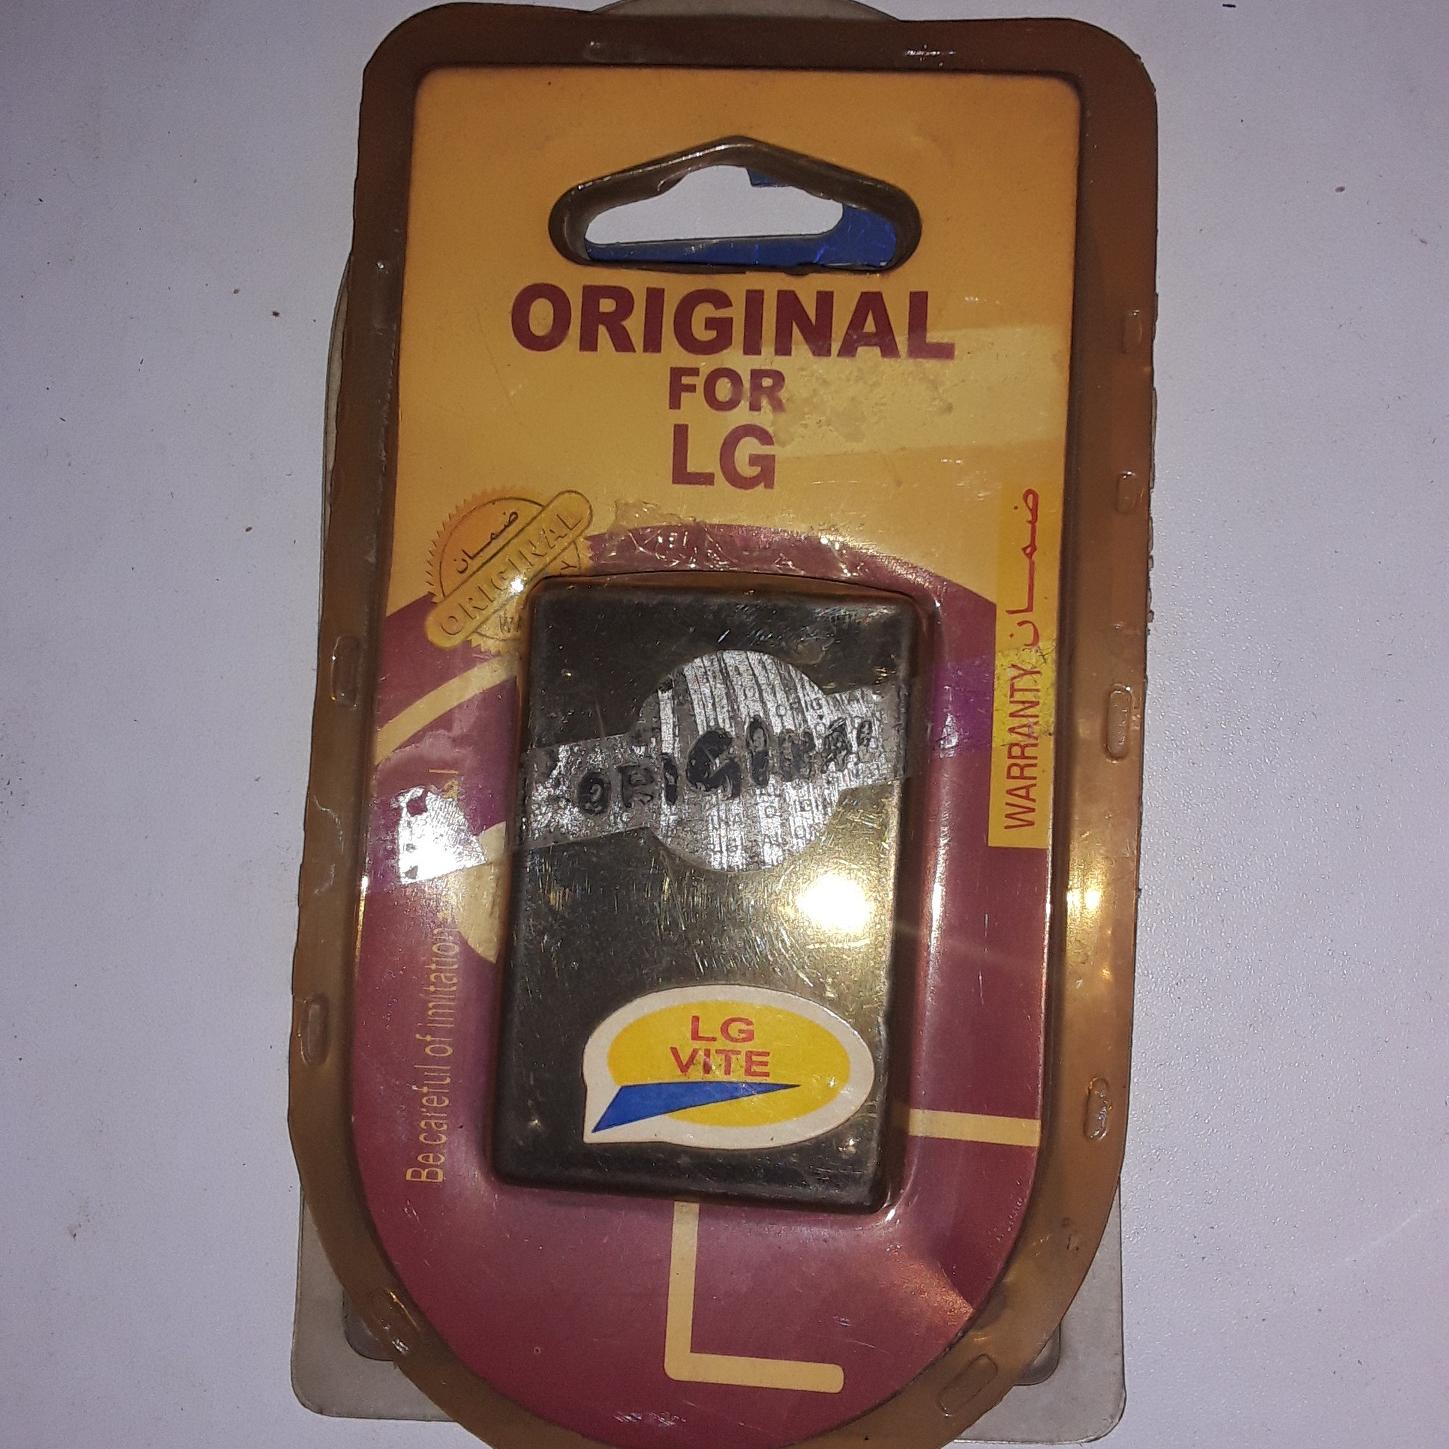 ORIGINAL
FOR
LG
ضمان
ORIGINAL
WARRANTY ضمان
ORIGINAL
Be careful of imitation
LG
VITE